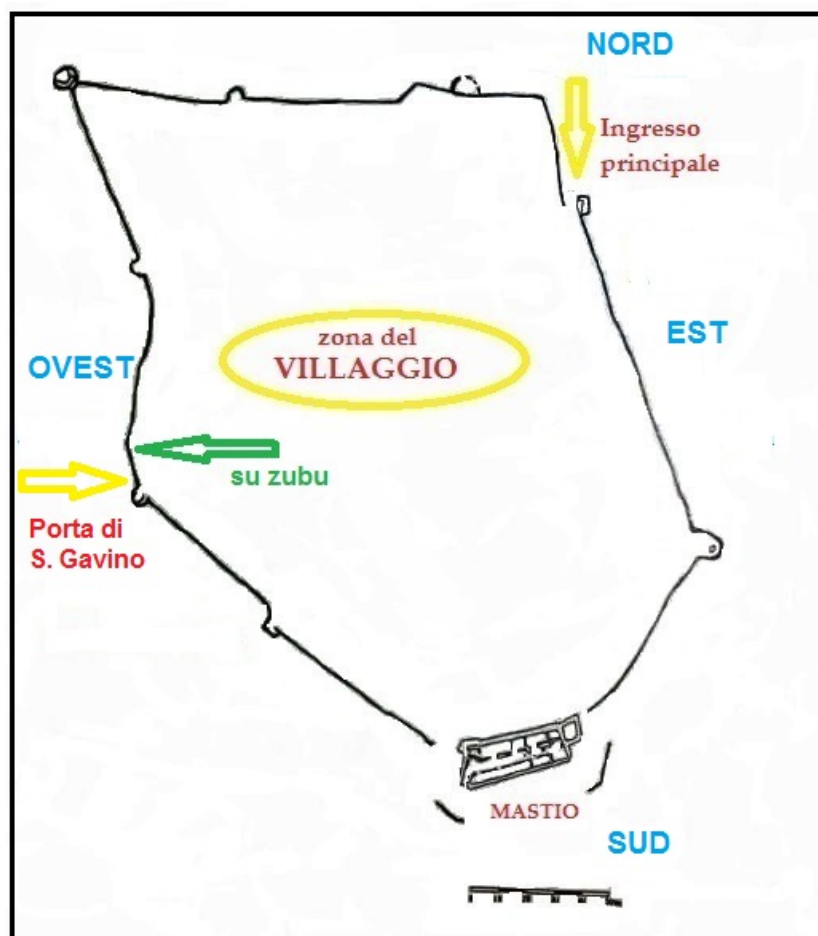 NORD
Ingresso
principale
zona del
VILLAGGIO
EST
OVEST
su zubu
Porta di
S. Gavino
MASTIO
SUD